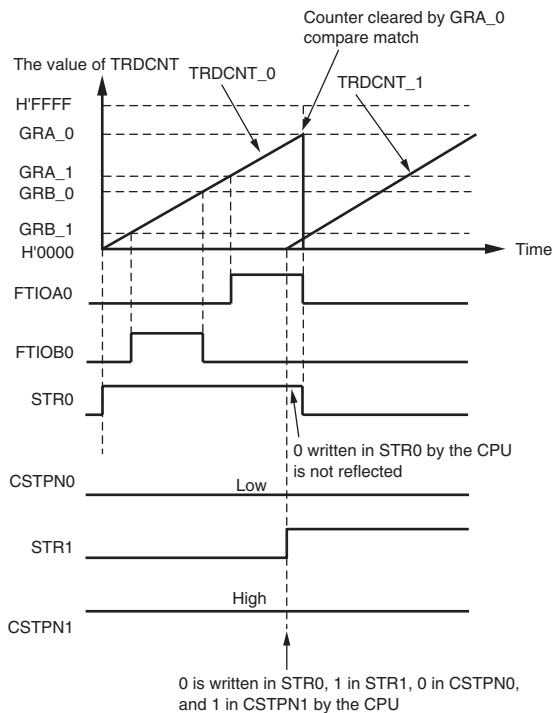 Counter cleared by GRA_0
compare match
The value of TRDCNT
TRDCNT_0
TRDCNT_1
H'FFFF
GRA_0
GRA_1
GRB_0
GRB_1
H'0000
Time
FTIOA0
FTIOB0
STR0
0 written in STR0 by the CPU
is not reflected
CSTPN0
Low
STR1
High
CSTPN1
0 is written in STR0, 1 in STR1, 0 in CSTPN0,
and 1 in CSTPN1 by the CPU